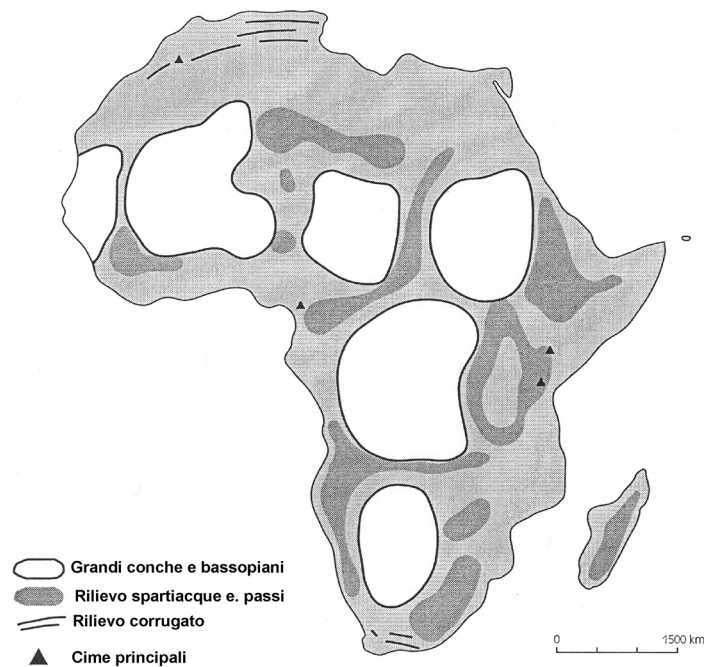 Grandi conche e bassopiani
Rilievo spartiacque e. passi
Rilievo corrugato
Cime principali
0 1500 km